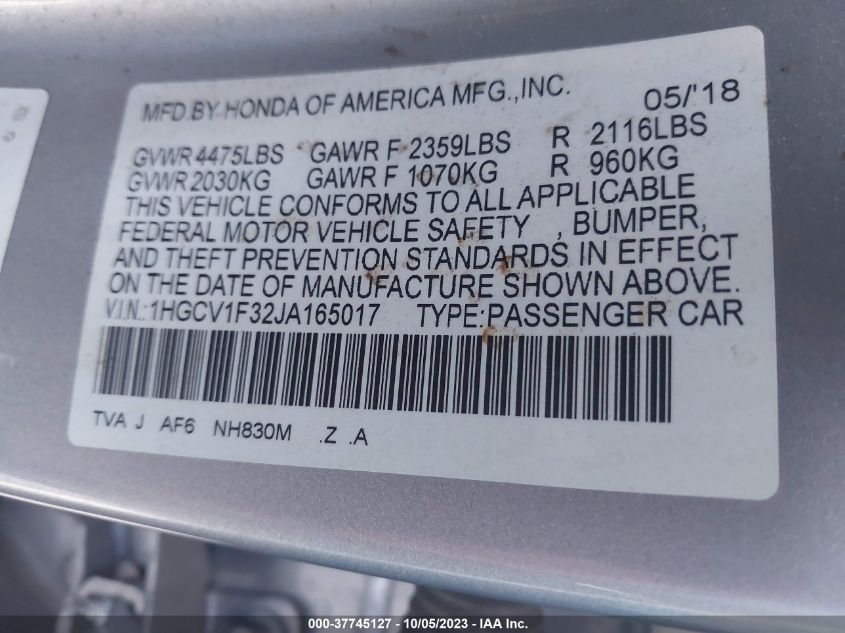 MFD.BY HONDA OF AMERICA MFG.,INC. 05/'18
GVWR 4475LBS GAWR F 2359LBS R 2116LBS
GVWR 2030KG GAWR F 1070KG R 960KG
THIS VEHICLE CONFORMS TO ALL APPLICABLE
FEDERAL MOTOR VEHICLE SAFETY , BUMPER,
AND THEFT PREVENTION STANDARDS IN EFFECT
ON THE DATE OF MANUFACTURE SHOWN ABOVE.
V.I.N.:1HGCV1F32JA165017 TYPE:PASSENGER CAR
TVA J AF6 NH830M .Z .A
000-37745127 - 10/05/2023 - IAA Inc.